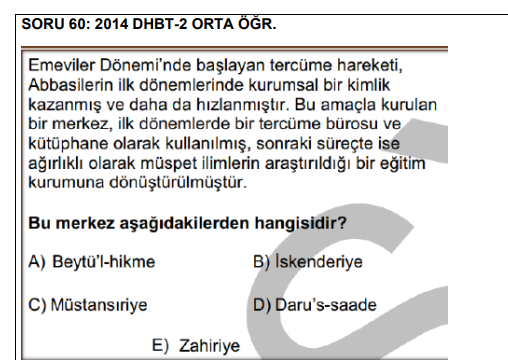 SORU 60: 2014 DHBT-2 ORTA ÖĞR.
Emeviler Dönemi'nde başlayan tercüme hareketi,
Abbasilerin ilk dönemlerinde kurumsal bir kimlik
kazanmış ve daha da hızlanmıştır. Bu amaçla kurulan
bir merkez, ilk dönemlerde bir tercüme bürosu ve
kütüphane olarak kullanılmış, sonraki süreçte ise
ağırlıklı olarak müspet ilimlerin araştırıldığı bir eğitim
kurumuna dönüştürülmüştür.
Bu merkez aşağıdakilerden hangisidir?
A) Beytü'l-hikme B) İskenderiye
C) Müstansıriye D) Daru's-saade
E) Zahiriye